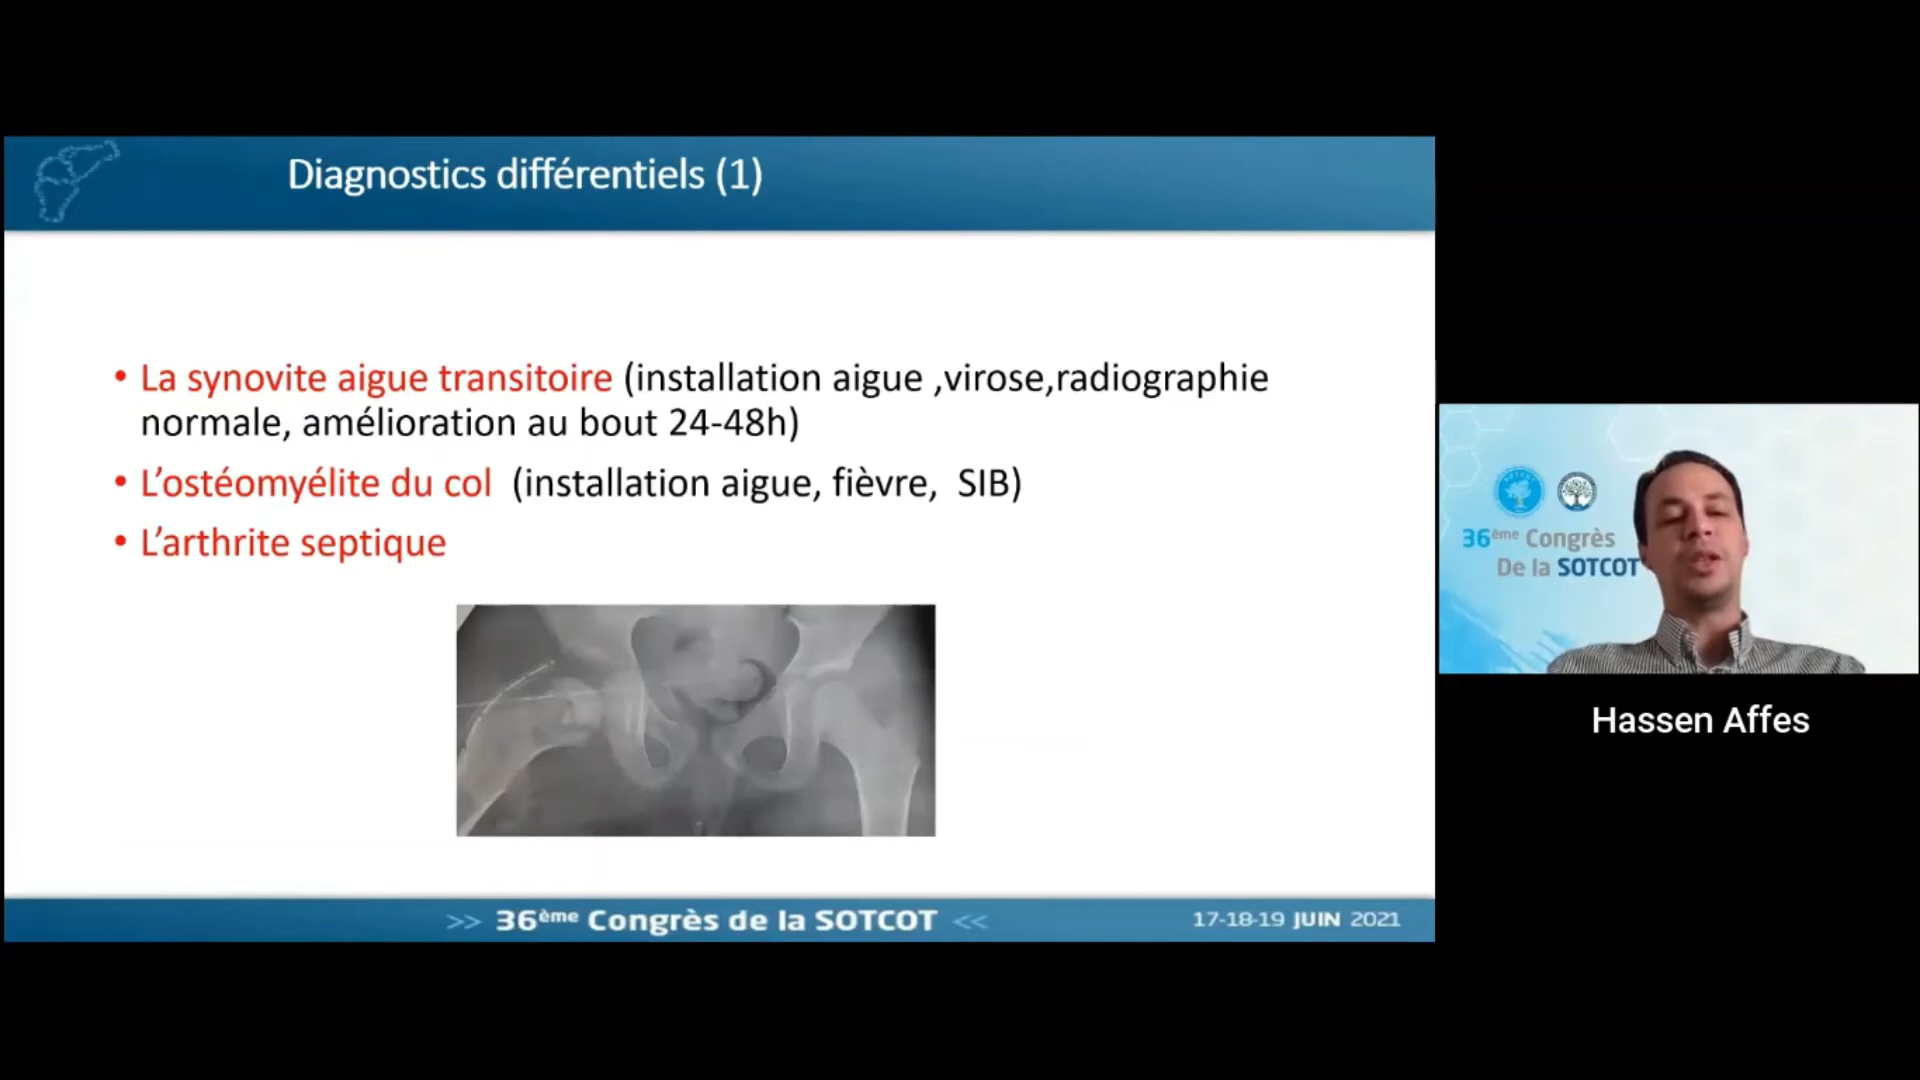 Diagnostics différentiels (1)
• La synovite aigue transitoire (installation aigue ,virose,radiographie
normale, amélioration au bout 24-48h)
• L'ostéomyélite du col (installation aigue, fièvre, SIB)
• L'arthrite septique
>> 36ème Congrès de la SOTCOT <<
17-18-19 JUIN 2021
36ème Congrès
De la SOTCOT
Hassen Affes